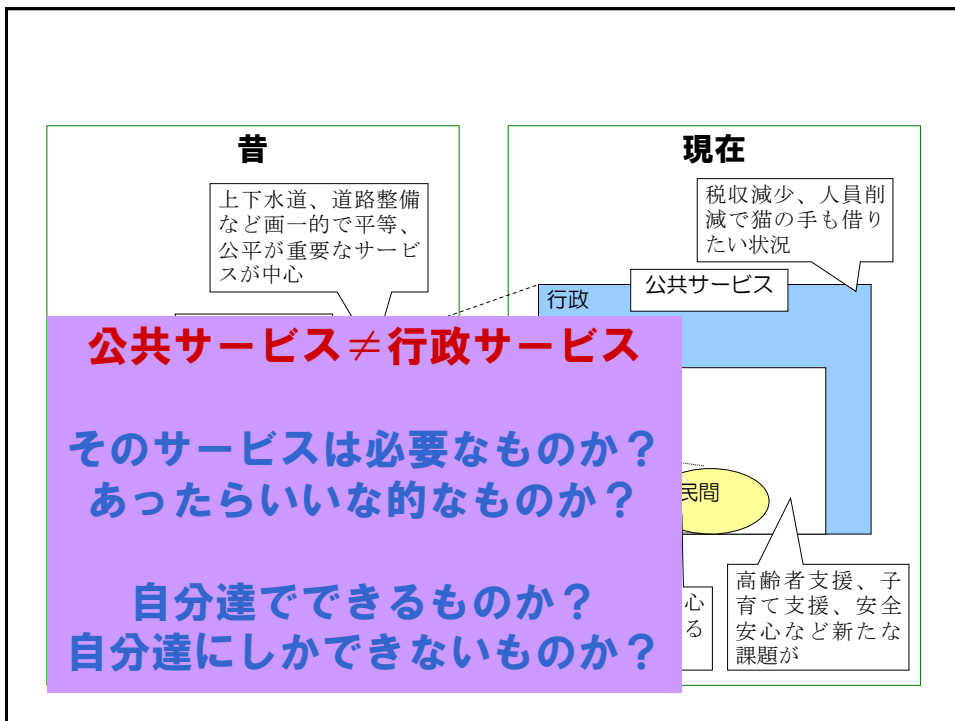 昔
上下水道、道路整備
など画一的で平等、
公平が重要なサービ
スが中心
現在
税収減少、人員削
減で猫の手も借り
たい状況
公共サービス
行政
民間
心
る
高齢者支援、子
育て支援、安全
安心など新たな
課題が
公共サービス≠行政サービス
そのサービスは必要なものか？
あったらいいな的なものか？
自分達でできるものか？
自分達にしかできないものか？